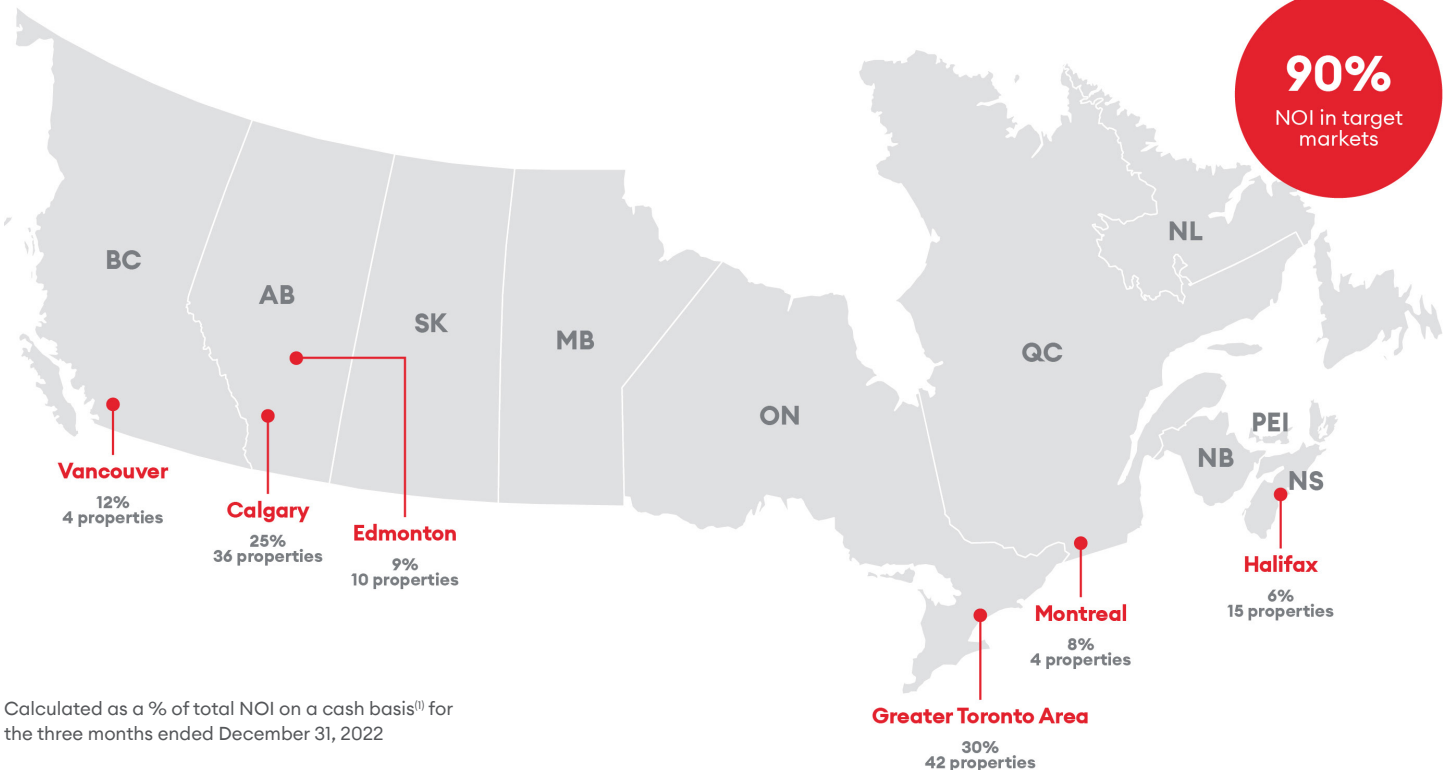 90%
NOI in target
markets
BC
AB
SK
MB
ON
QC
NL
PEI
NB
NS
Vancouver
12%
4 properties
Calgary
25%
36 properties
Edmonton
9%
10 properties
Greater Toronto Area
30%
42 properties
Montreal
8%
4 properties
Halifax
6%
15 properties
Calculated as a % of total NOI on a cash basis(1) for
the three months ended December 31, 2022